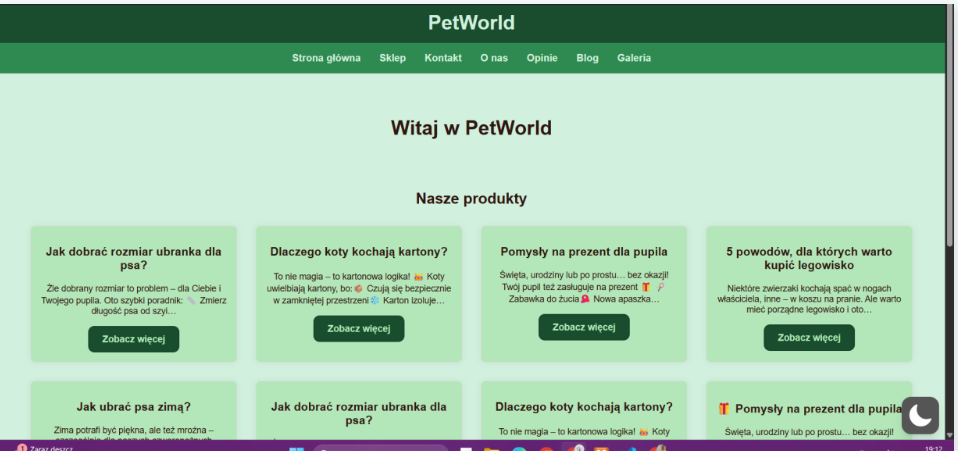 PetWorld
Strona główna Sklep Kontakt O nas Opinie Blog Galeria
Witaj w PetWorld
Nasze produkty
Jak dobrać rozmiar ubranka dla
psa?
Źle dobrany rozmiar to problem – dla Ciebie i
Twojego pupila. Oto szybki poradnik: Zmierz
długość psa od szyi…
Zobacz więcej
Dlaczego koty kochają kartony?
To nie magia – to kartonowa logika! Koty
uwielbiają kartony, bo: Czują się bezpiecznie
w zamkniętej przestrzeni Karton izoluje…
Zobacz więcej
Pomysły na prezent dla pupila
Święta, urodziny lub po prostu… bez okazji!
Twój pupil też zasługuje na prezent 🎁
Zabawka do żucia Nowa apaszka…
Zobacz więcej
5 powodów, dla których warto
kupić legowisko
Niektóre zwierzaki kochają spać w nogach
właściciela, inne – w koszu na pranie. Ale warto
mieć porządne legowisko i oto…
Zobacz więcej
Jak ubrać psa zimą?
Zima potrafi być piękna, ale też mroźna –
Jak dobrać rozmiar ubranka dla
psa?
Dlaczego koty kochają kartony?
To nie magia – to kartonowa logika! Koty
🎁 Pomysły na prezent dla pupila
Święta, urodziny lub po prostu… bez okazji!
Zaraz deszcz
19:12